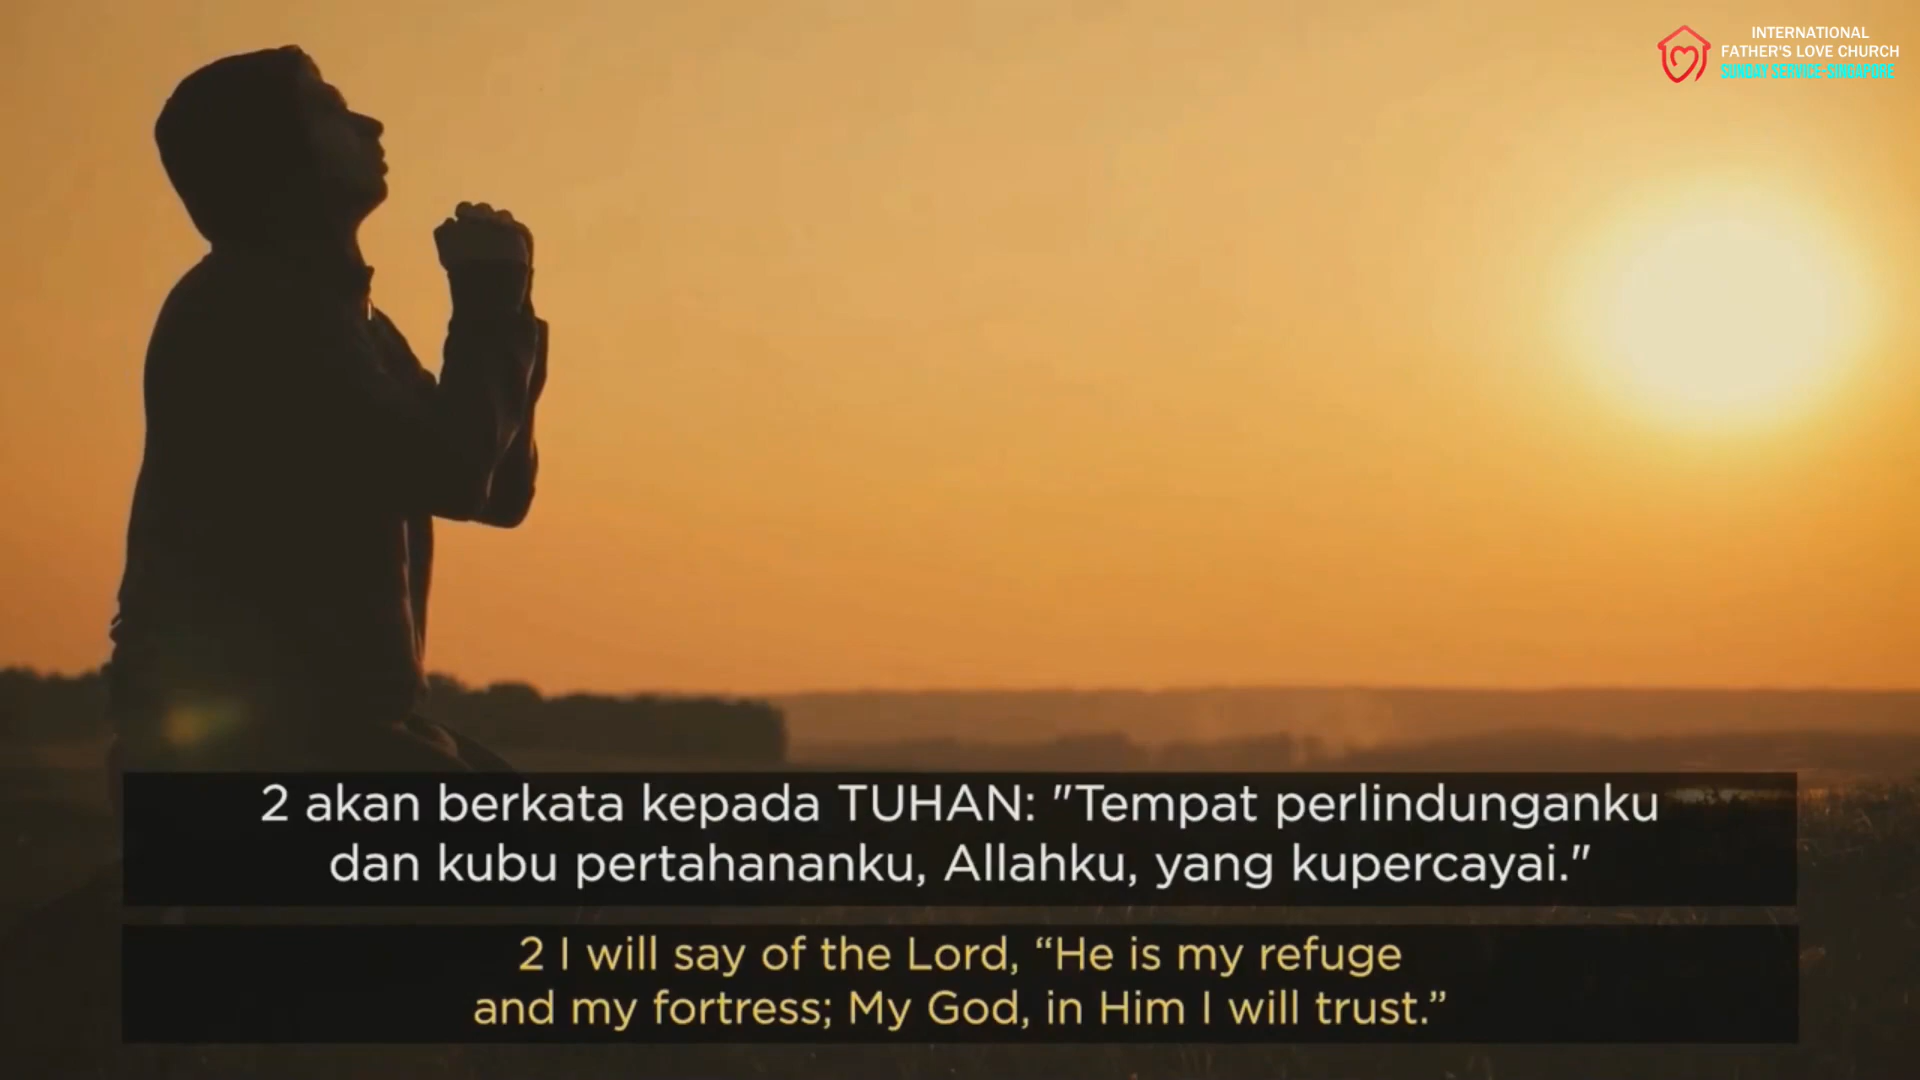 INTERNATIONAL
FATHER'S LOVE CHURCH
SUNDAY SERVICE-SINGAPORE
2 akan berkata kepada TUHAN: "Tempat perlindunganku
dan kubu pertahananku, Allahku, yang kupercayai."
2 I will say of the Lord, “He is my refuge
and my fortress; My God, in Him I will trust.”